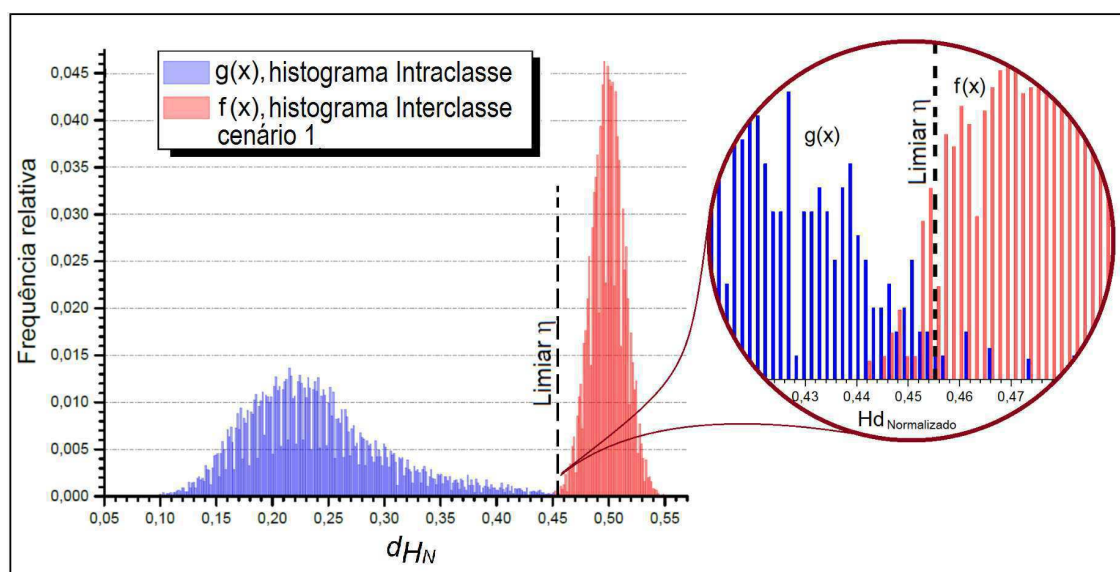 g(x), histograma Intraclasse
f(x), histograma Interclasse
cenário 1
Frequência relativa
0,045
0,040
0,035
0,030
0,025
0,020
0,015
0,010
0,005
0,000
0,05 0,10 0,15 0,20 0,25 0,30 0,35 0,40 0,45 0,50 0,55
dHN
Limiar η
g(x)
Limiar η
f(x)
0,43 0,44 0,45 0,46 0,47
HdNormalizado